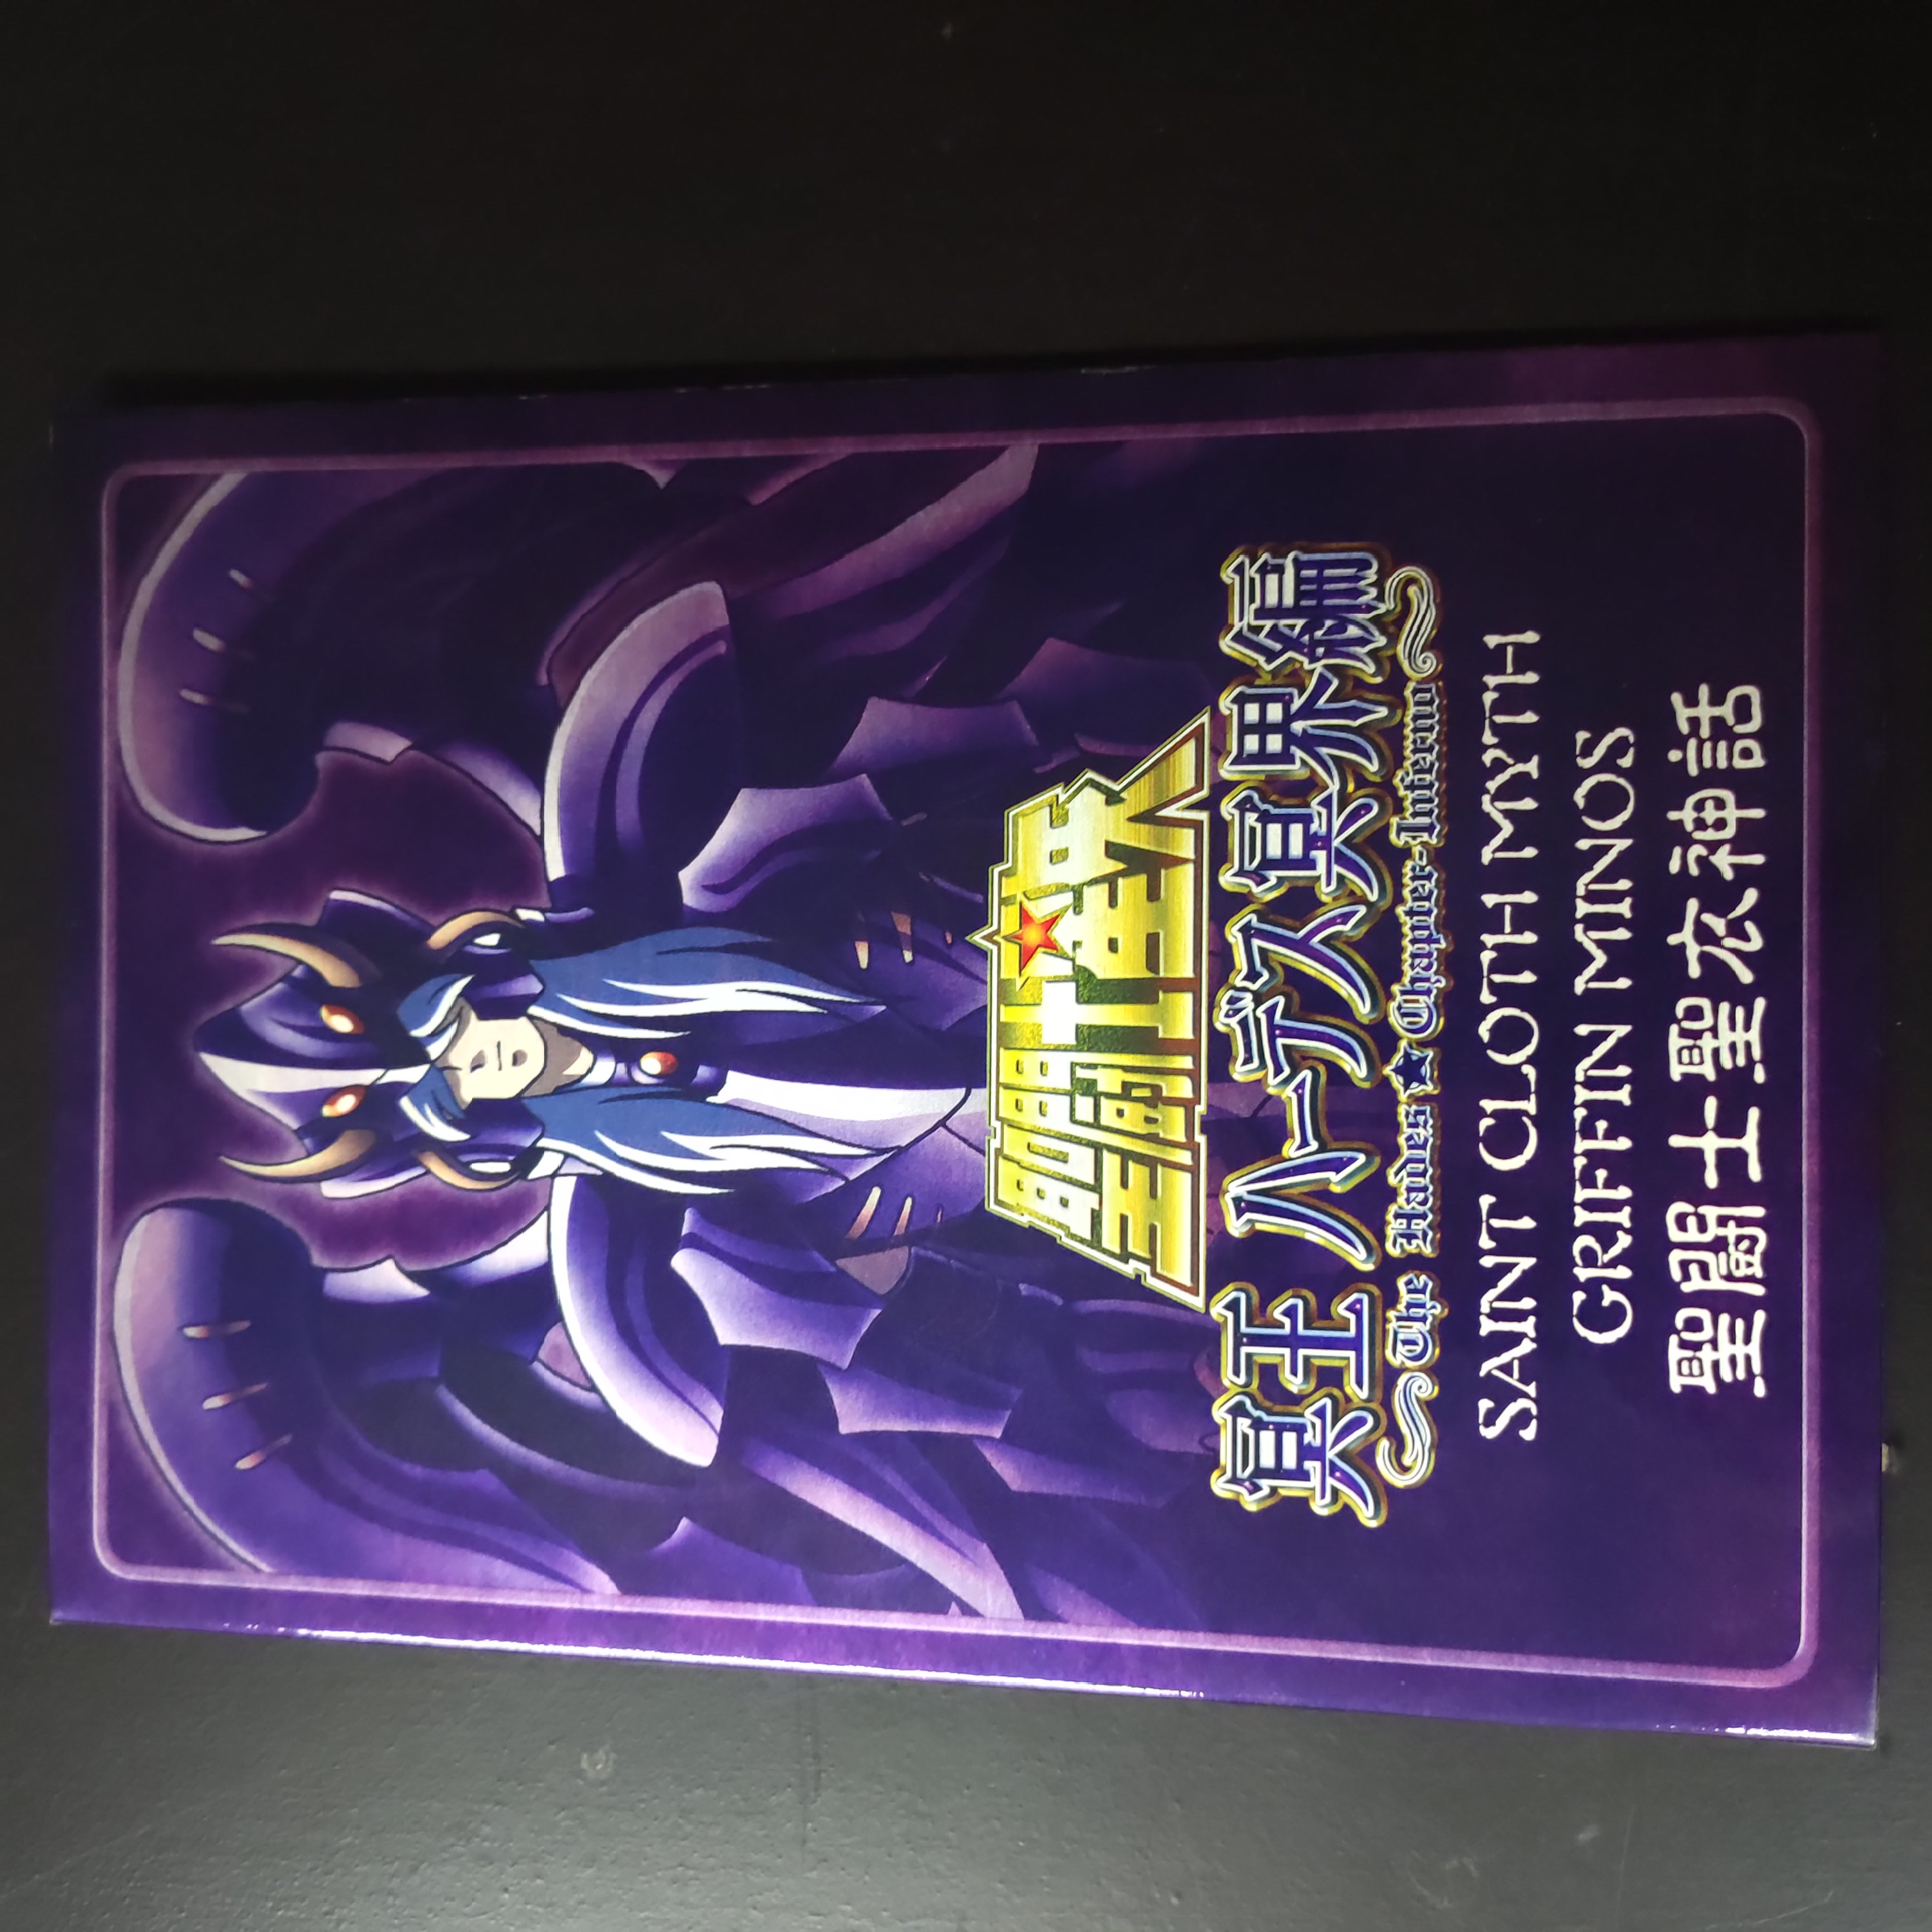 聖闘士星矢
冥王 ハーデス冥界編
The Hades ★ Chapter-Inferno
SAINT CLOTH MYTH
GRIFFIN MINOS
聖闘士聖衣神話